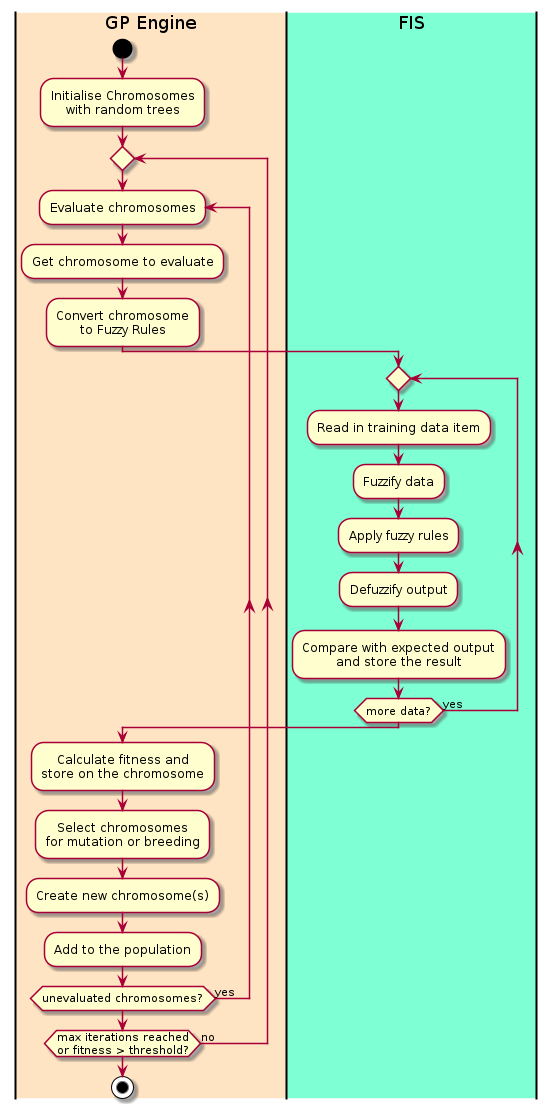 GP Engine
FIS
Initialise Chromosomes
with random trees
Evaluate chromosomes
Get chromosome to evaluate
Convert chromosome
to Fuzzy Rules
Read in training data item
Fuzzify data
Apply fuzzy rules
Defuzzify output
Compare with expected output
and store the result
more data?
yes
Calculate fitness and
store on the chromosome
Select chromosomes
for mutation or breeding
Create new chromosome(s)
Add to the population
unevaluated chromosomes?
yes
max iterations reached
or fitness > threshold?
no